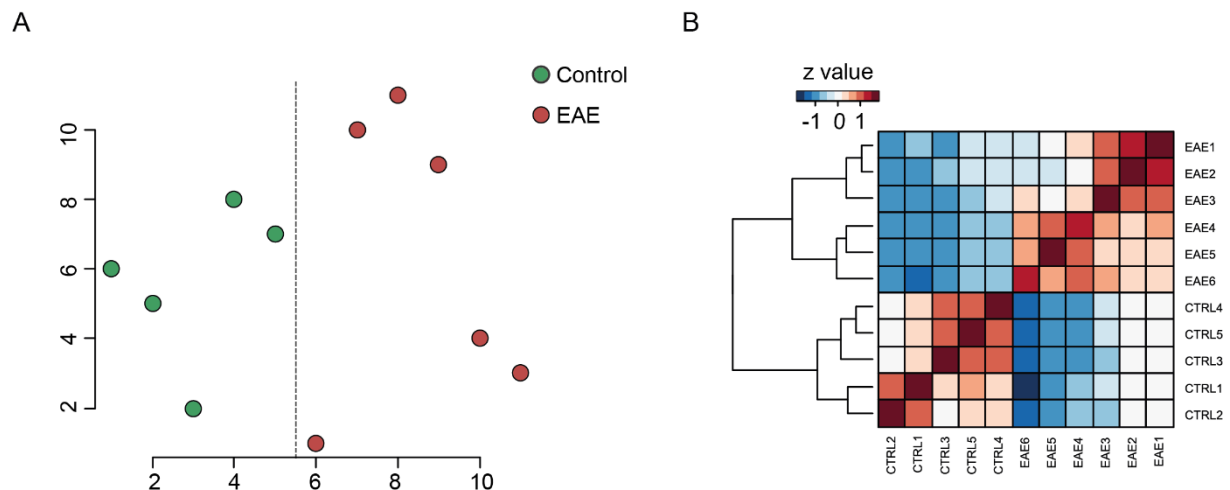 A
Control
EAE
10
8
6
4
2
2 4 6 8 10
B
z value
-1 0 1
EAE1
EAE2
EAE3
EAE4
EAE5
EAE6
CTRL4
CTRL5
CTRL3
CTRL1
CTRL2
CTRL2 CTRL1 CTRL3 CTRL5 CTRL4 EAE6 EAE5 EAE4 EAE3 EAE2 EAE1